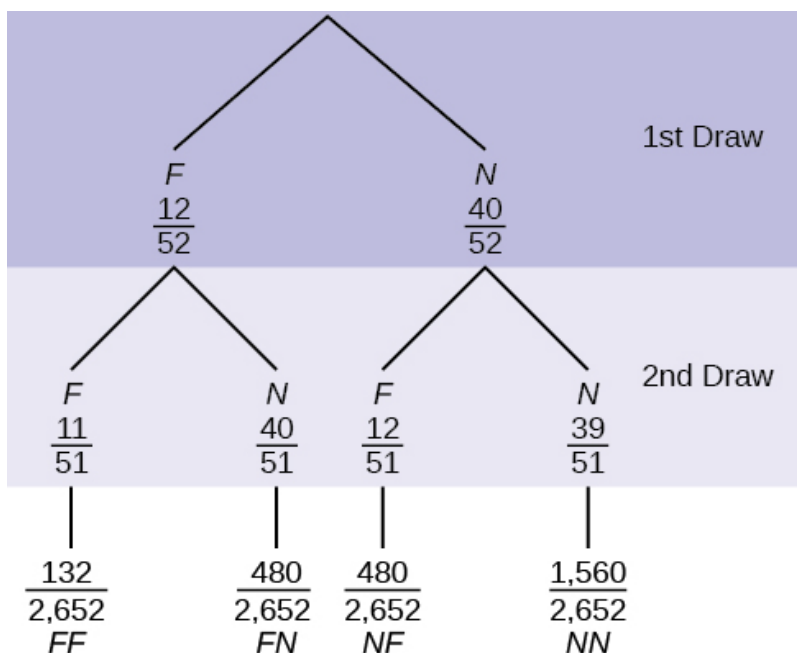 1st Draw
F N
12 40
52 52
2nd Draw
F N F N
11 40 12 39
51 51 51 51
132 480 480 1,560
2,652 2,652 2,652 2,652
FF FN NF NN